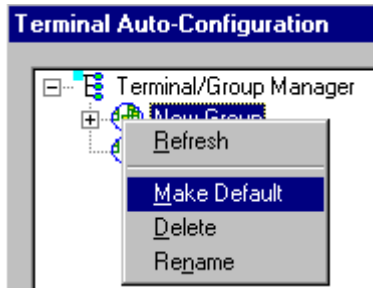 Terminal Auto-Configuration
Terminal/Group Manager
New Group
Refresh
Make Default
Delete
Rename